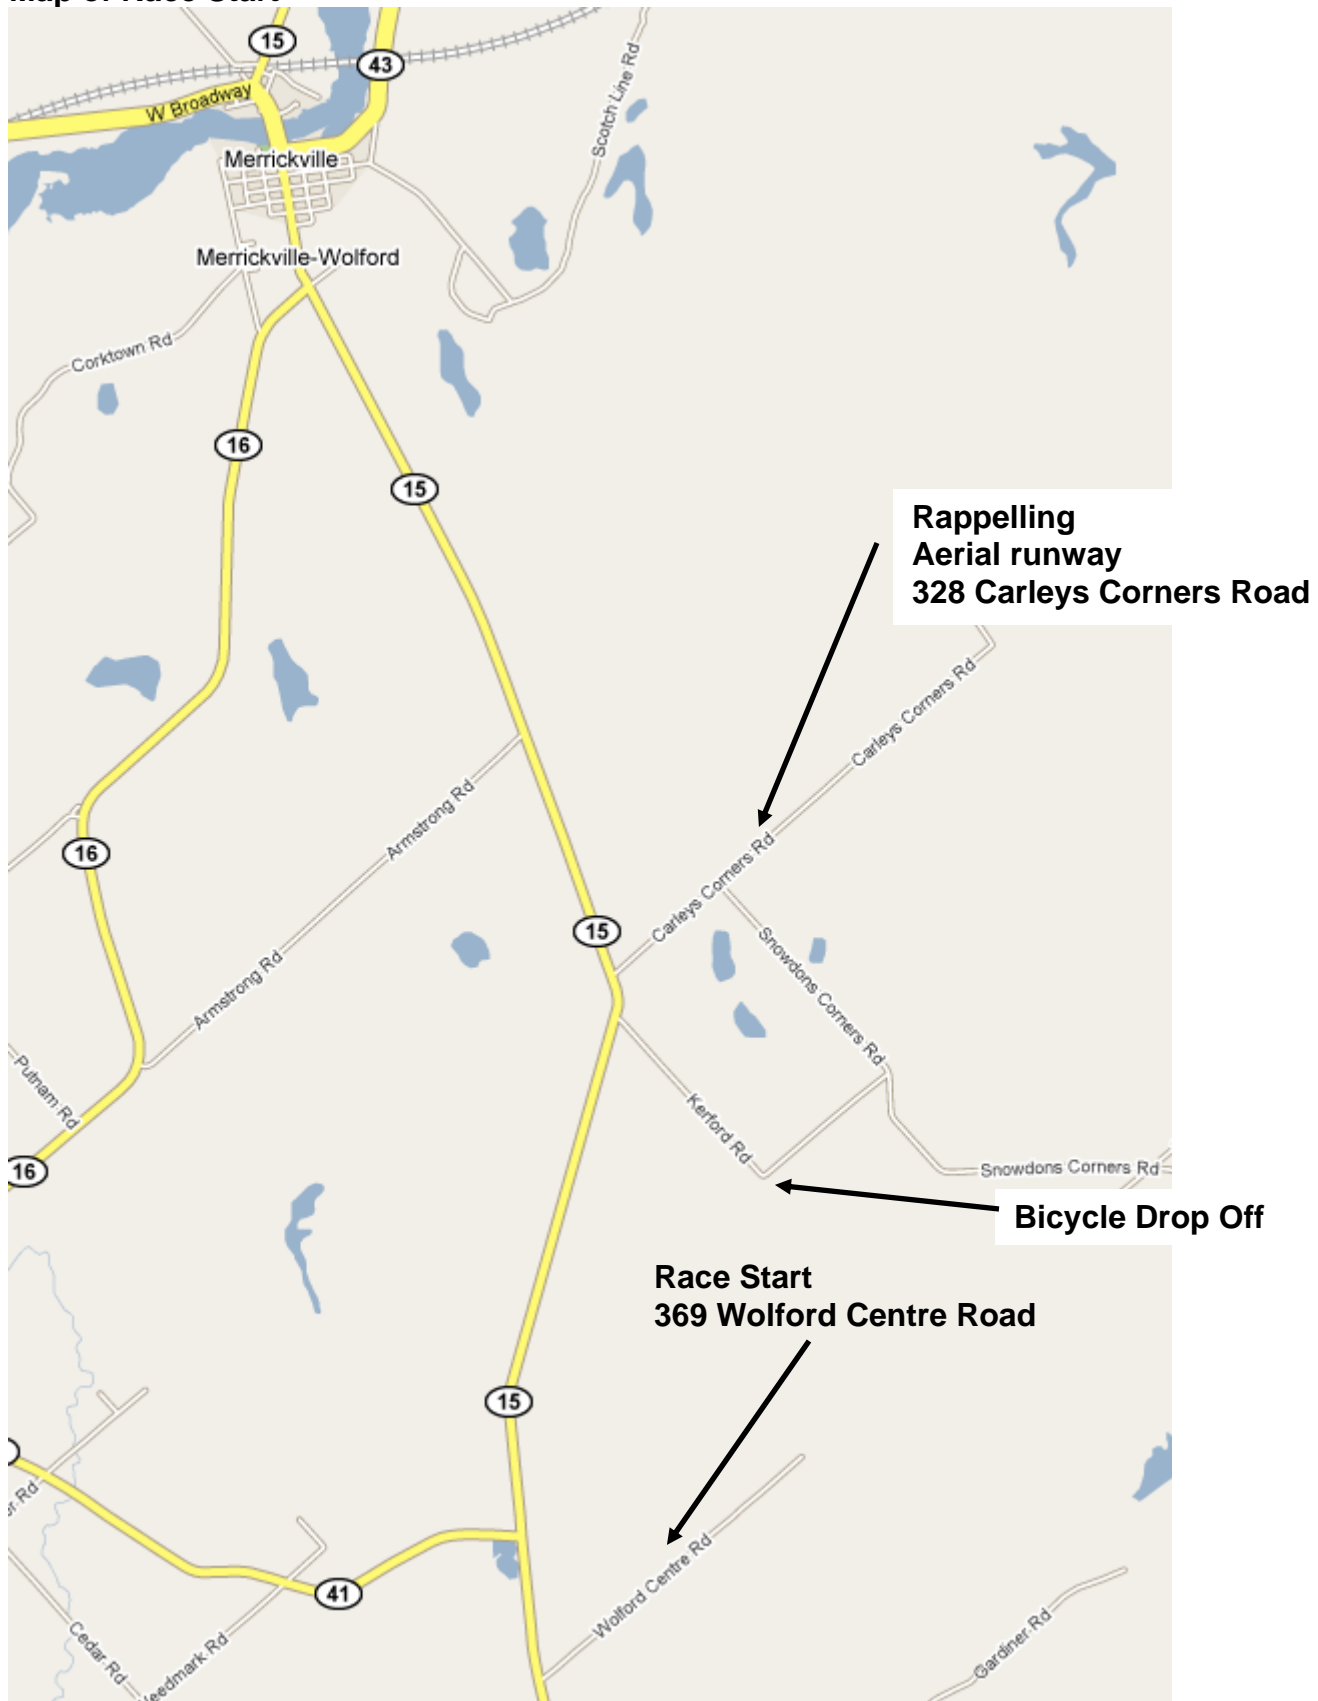 15
43
W Broadway
Scotch Line Rd
Merrickville
Merrickville-Wolford
Corktown Rd
16
15
Rappelling
Aerial runway
328 Carleys Corners Road
Carleys Corners Rd
Armstrong Rd
16
Carleys Corners Rd
15
Snowdons Corners Rd
Armstrong Rd
Putnam Rd
Kerford Rd
16
Snowdons Corners Rd
Bicycle Drop Off
Race Start
369 Wolford Centre Road
15
Wolford Centre Rd
41
Cedar Rd
Gardiner Rd